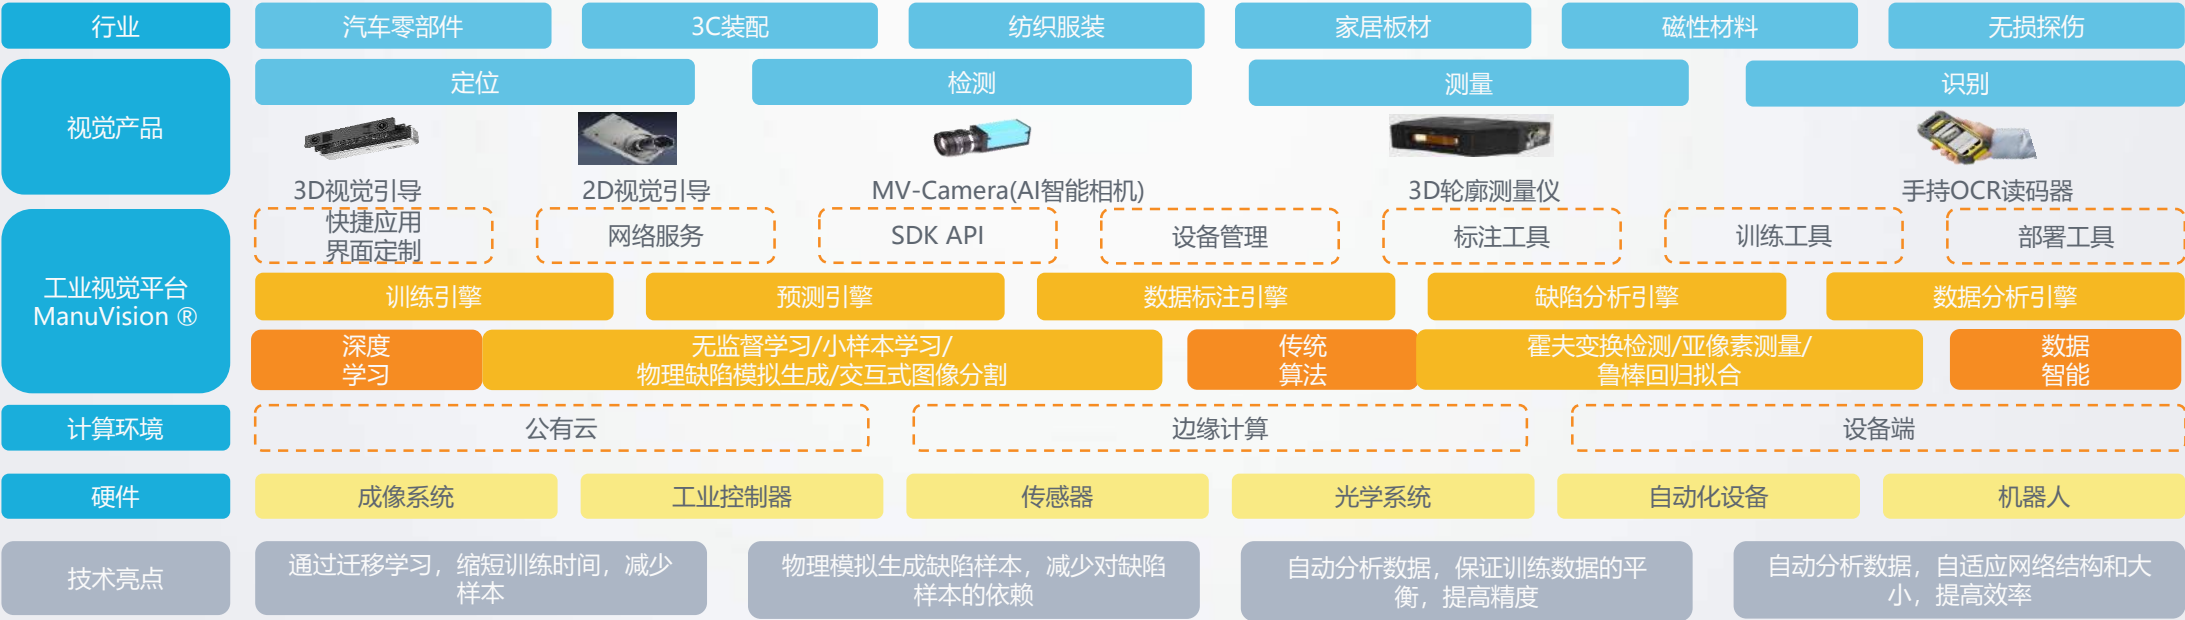 行业
汽车零部件
3C装配
纺织服装
家居板材
磁性材料
无损探伤
视觉产品
定位
检测
测量
识别
3D视觉引导
2D视觉引导
MV-Camera(AI智能相机)
3D轮廓测量仪
手持OCR读码器
工业视觉平台
ManuVision ®
快捷应用
界面定制
网络服务
SDK API
设备管理
标注工具
训练工具
部署工具
训练引擎
预测引擎
数据标注引擎
缺陷分析引擎
数据分析引擎
深度
学习
无监督学习/小样本学习/
物理缺陷模拟生成/交互式图像分割
传统
算法
霍夫变换检测/亚像素测量/
鲁棒回归拟合
数据
智能
计算环境
公有云
边缘计算
设备端
硬件
成像系统
工业控制器
传感器
光学系统
自动化设备
机器人
技术亮点
通过迁移学习，缩短训练时间，减少
样本
物理模拟生成缺陷样本，减少对缺陷
样本的依赖
自动分析数据，保证训练数据的平
衡，提高精度
自动分析数据，自适应网络结构和大
小，提高效率